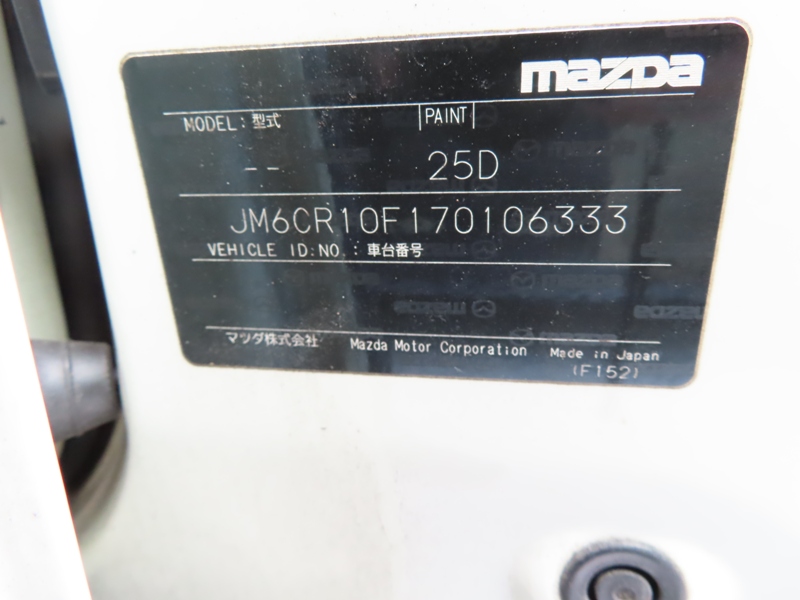 mazda
MODEL: 型式 PAINT
-- 25D
JM6CR10F170106333
VEHICLE ID.NO.: 車台番号
マツダ株式会社 Mazda Motor Corporation Made in Japan
(F152)